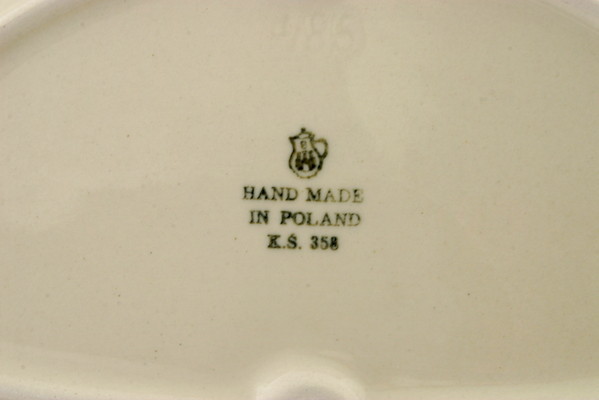 HAND MADE
IN POLAND
K.Ś. 358